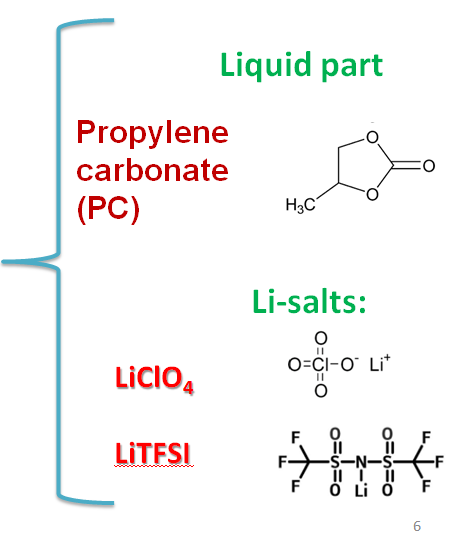 Liquid part
Propylene
carbonate
(PC)
O
O
O
H₃C
Li-salts:
O
LiClO₄
O=Cl-O⁻ Li⁺
O
LiTFSI
F O O F
F S N S F
F O Li O F
6